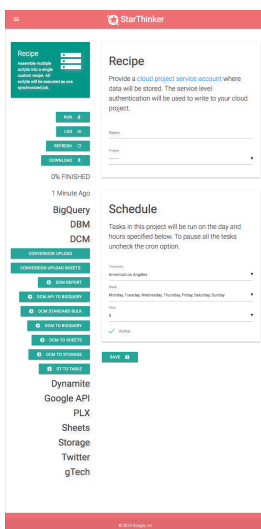 StarThinker
Recipe
Assemble multiple
scripts into a single
custom recipe. All
scripts will be executed as one
synchronized job.
RUN
LOG
REFRESH
DOWNLOAD
0% FINISHED
1 Minute Ago
BigQuery
DBM
DCM
CONVERSION UPLOAD
CONVERSION UPLOAD SHEETS
DCM REPORT
DCM API TO BIGQUERY
DCM STANDARD BULK
DCM TO BIGQUERY
DCM TO SHEETS
DCM TO STORAGE
DT TO TABLE
Dynamite
Google API
PLX
Sheets
Storage
Twitter
gTech
Recipe
Provide a cloud project service account where
data will be stored. The service level
authentication will be used to write to your cloud
project.
Name
Project
------
Schedule
Tasks in this project will be run on the day and
hours specified below. To pause all the tasks
uncheck the cron option.
Timezone
America/Los Angeles
Week
Monday, Tuesday, Wednesday, Thursday, Friday, Saturday, Sunday
Hour
3
Active
SAVE
© 2019 Google, Inc